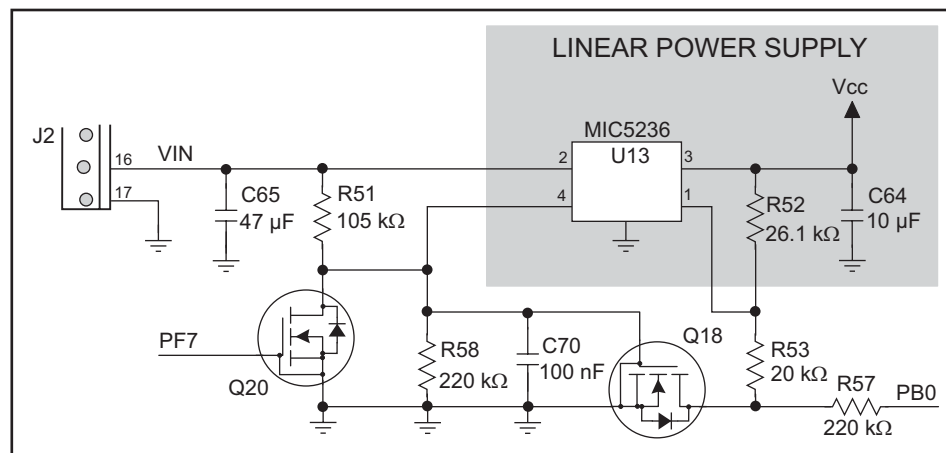 LINEAR POWER SUPPLY
Vcc
J2
MIC5236
16
VIN
2
U13
3
17
C65
47 µF
R51
105 kΩ
4
1
R52
26.1 kΩ
C64
10 µF
PF7
Q20
R58
220 kΩ
C70
100 nF
Q18
R53
20 kΩ
R57
220 kΩ
PB0